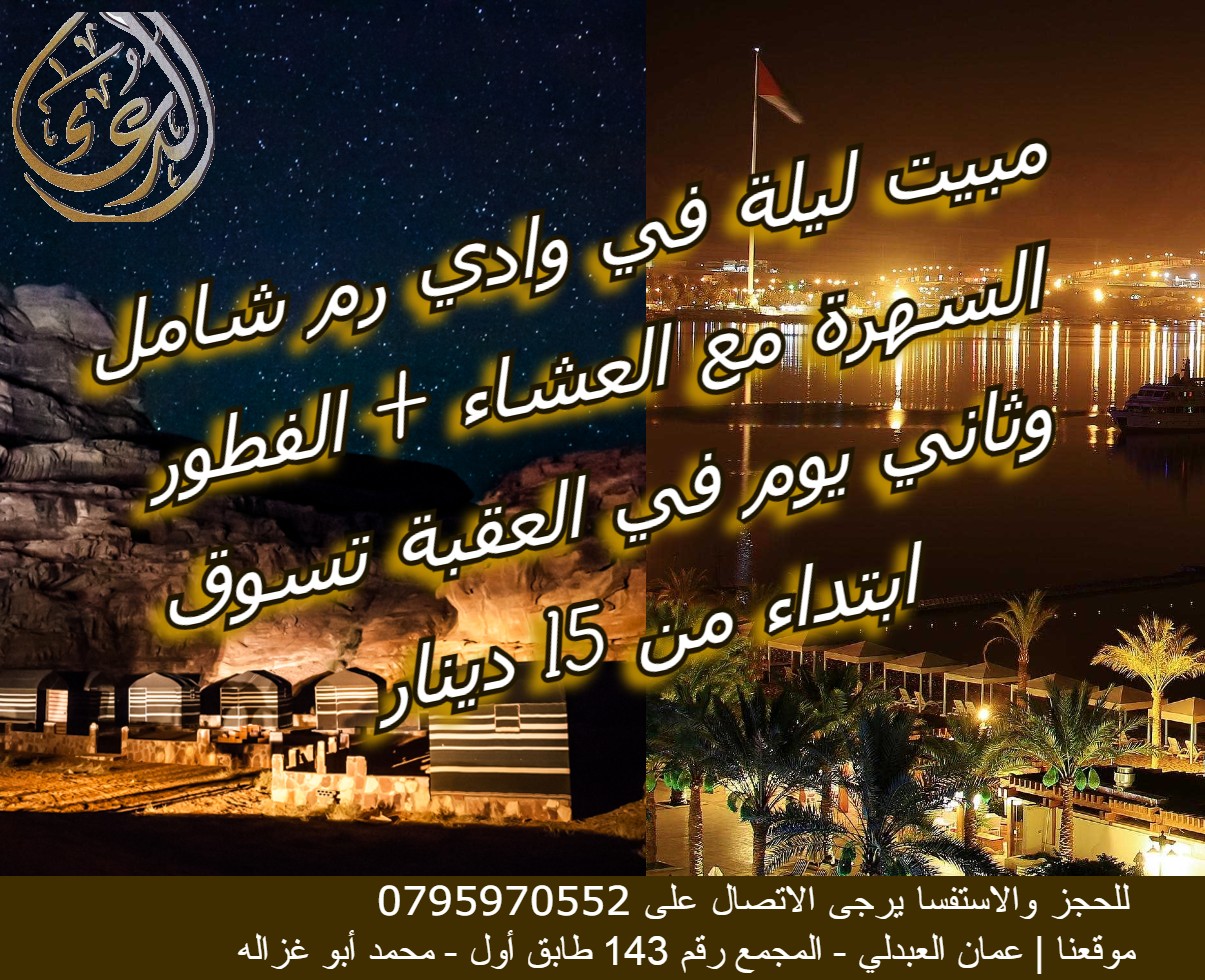 مبيت ليلة في وادي رم شامل
السهرة مع العشاء + الفطور
وثاني يوم في العقبة تسوق
ابتداء من 15 دينار
للحجز والاستفسا يرجى الاتصال على 0795970552
موقعنا | عمان العبدلي - المجمع رقم 143 طابق أول - محمد أبو غزاله